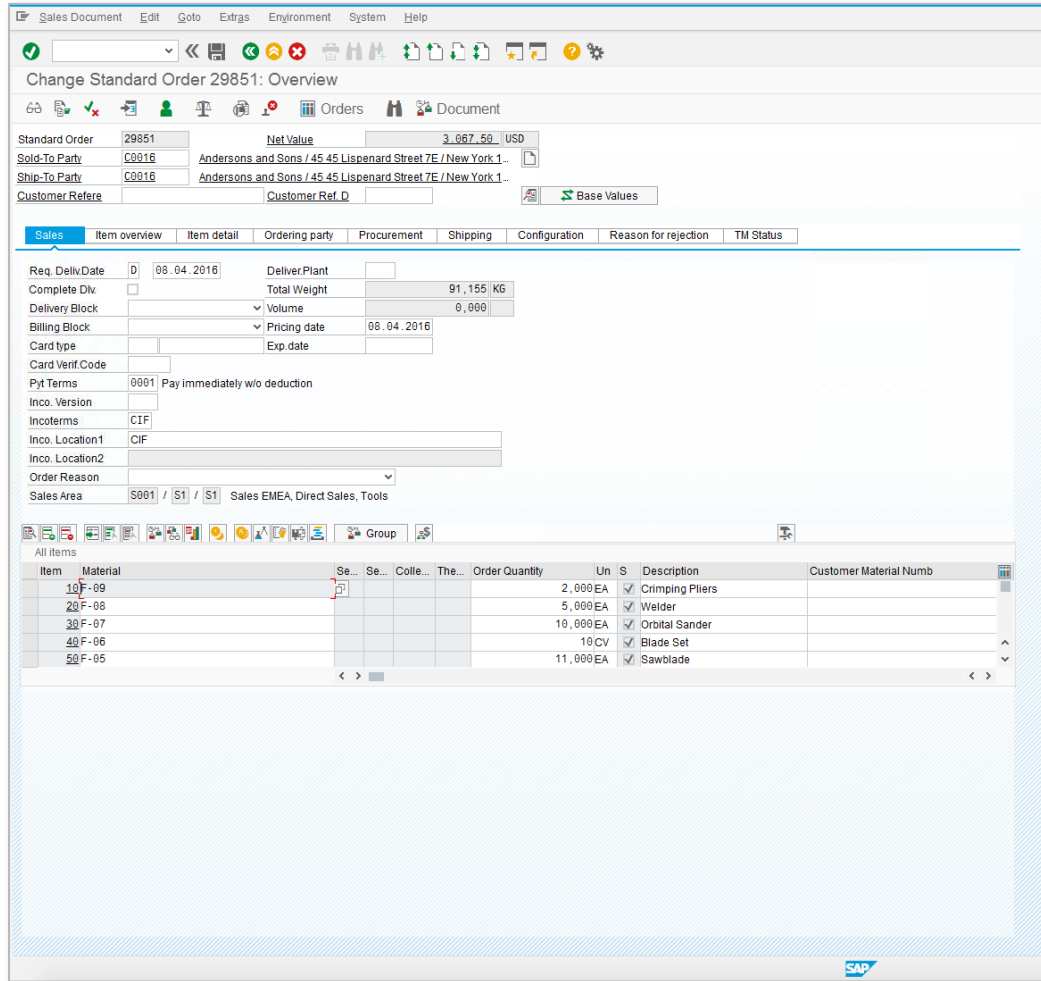 Sales Document Edit Goto Extras Environment System Help
Change Standard Order 29851: Overview
Orders Document
Standard Order 29851 Net Value 3.067,50 USD
Sold-To Party C0016 Andersons and Sons / 45 45 Lispenard Street 7E / New York 1...
Ship-To Party C0016 Andersons and Sons / 45 45 Lispenard Street 7E / New York 1...
Customer Refere Customer Ref. D Base Values
Sales Item overview Item detail Ordering party Procurement Shipping Configuration Reason for rejection TM Status
Req. Deliv.Date D 08.04.2016 Deliver.Plant
Complete Dlv. Total Weight 91,155 KG
Delivery Block Volume 0,000
Billing Block Pricing date 08.04.2016
Card type Exp.date
Card Verif.Code
Pyt Terms 0001 Pay immediately w/o deduction
Inco. Version
Incoterms CIF
Inco. Location1 CIF
Inco. Location2
Order Reason
Sales Area S001 / S1 / S1 Sales EMEA, Direct Sales, Tools
Group
All items
Item Material Se... Se... Colle... The... Order Quantity Un S Description Customer Material Numb
10 F-09 2,000 EA Crimping Pliers
20 F-08 5,000 EA Welder
30 F-07 10,000 EA Orbital Sander
40 F-06 10 CV Blade Set
50 F-05 11,000 EA Sawblade
SAP